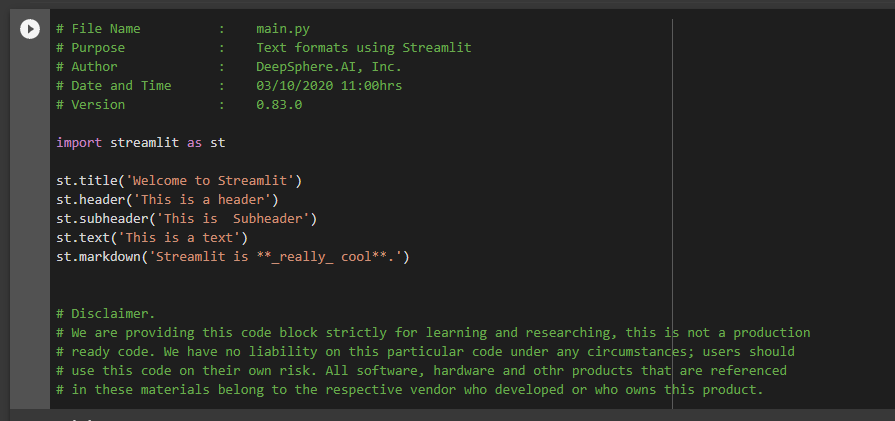 # File Name          :    main.py
# Purpose            :    Text formats using Streamlit
# Author             :    DeepSphere.AI, Inc.
# Date and Time      :    03/10/2020 11:00hrs
# Version            :    0.83.0
import streamlit as st
st.title('Welcome to Streamlit')
st.header('This is a header')
st.subheader('This is  Subheader')
st.text('This is a text')
st.markdown('Streamlit is **_really_ cool**.')
# Disclaimer.
# We are providing this code block strictly for learning and researching, this is not a production
# ready code. We have no liability on this particular code under any circumstances; users should
# use this code on their own risk. All software, hardware and othr products that are referenced
# in these materials belong to the respective vendor who developed or who owns this product.